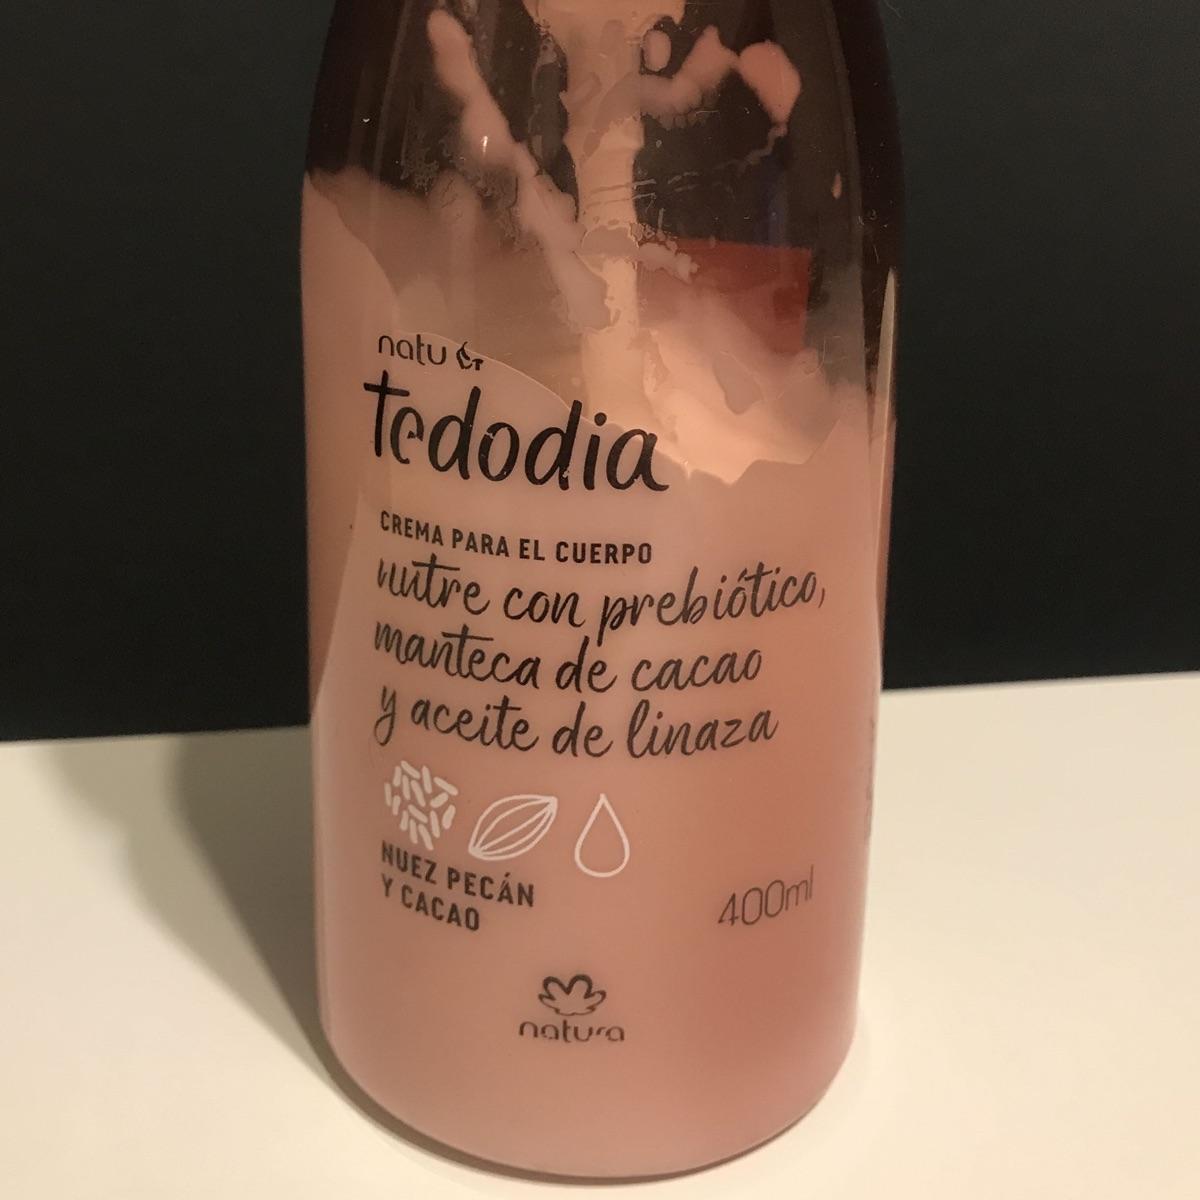 natu
tedodia
CREMA PARA EL CUERPO
nutre con prebiótico,
manteca de cacao
y aceite de linaza
NUEZ PECÁN
Y CACAO
400ml
natura